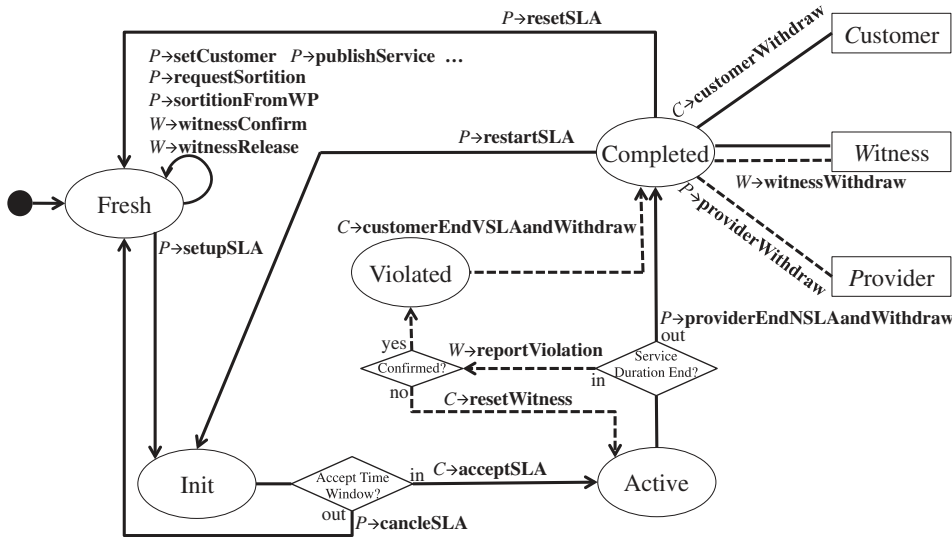 P→resetSLA
P→setCustomer P→publishService ...
P→requestSortition
P→sortitionFromWP
W→witnessConfirm
W→witnessRelease
Fresh
P→setupSLA
P→restartSLA
Completed
C→customerWithdraw
Customer
Witness
W→witnessWithdraw
P→providerWithdraw
Provider
C→customerEndVSLAandWithdraw
Violated
P→providerEndNSLAandWithdraw
out
yes
W→reportViolation
Service
Duration End?
Confirmed?
in
no
C→resetWitness
Init
Accept Time
Window?
in
C→acceptSLA
Active
out
P→cancleSLA